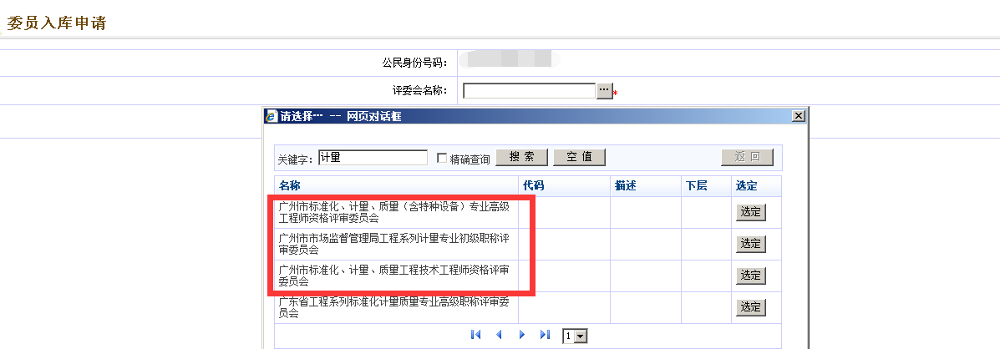 委员入库申请
公民身份号码：
评委会名称：
...
*
请选择… -- 网页对话框
关键字：
计量
精确查询
搜 索
空 值
返 回
名称
代码
描述
下层
选定
广州市标准化、计量、质量（含特种设备）专业高级
工程师资格评审委员会
选定
广州市市场监督管理局工程系列计量专业初级职称评
审委员会
选定
广州市标准化、计量、质量工程技术工程师资格评审
委员会
选定
广东省工程系列标准化计量质量专业高级职称评审委
员会
选定
1